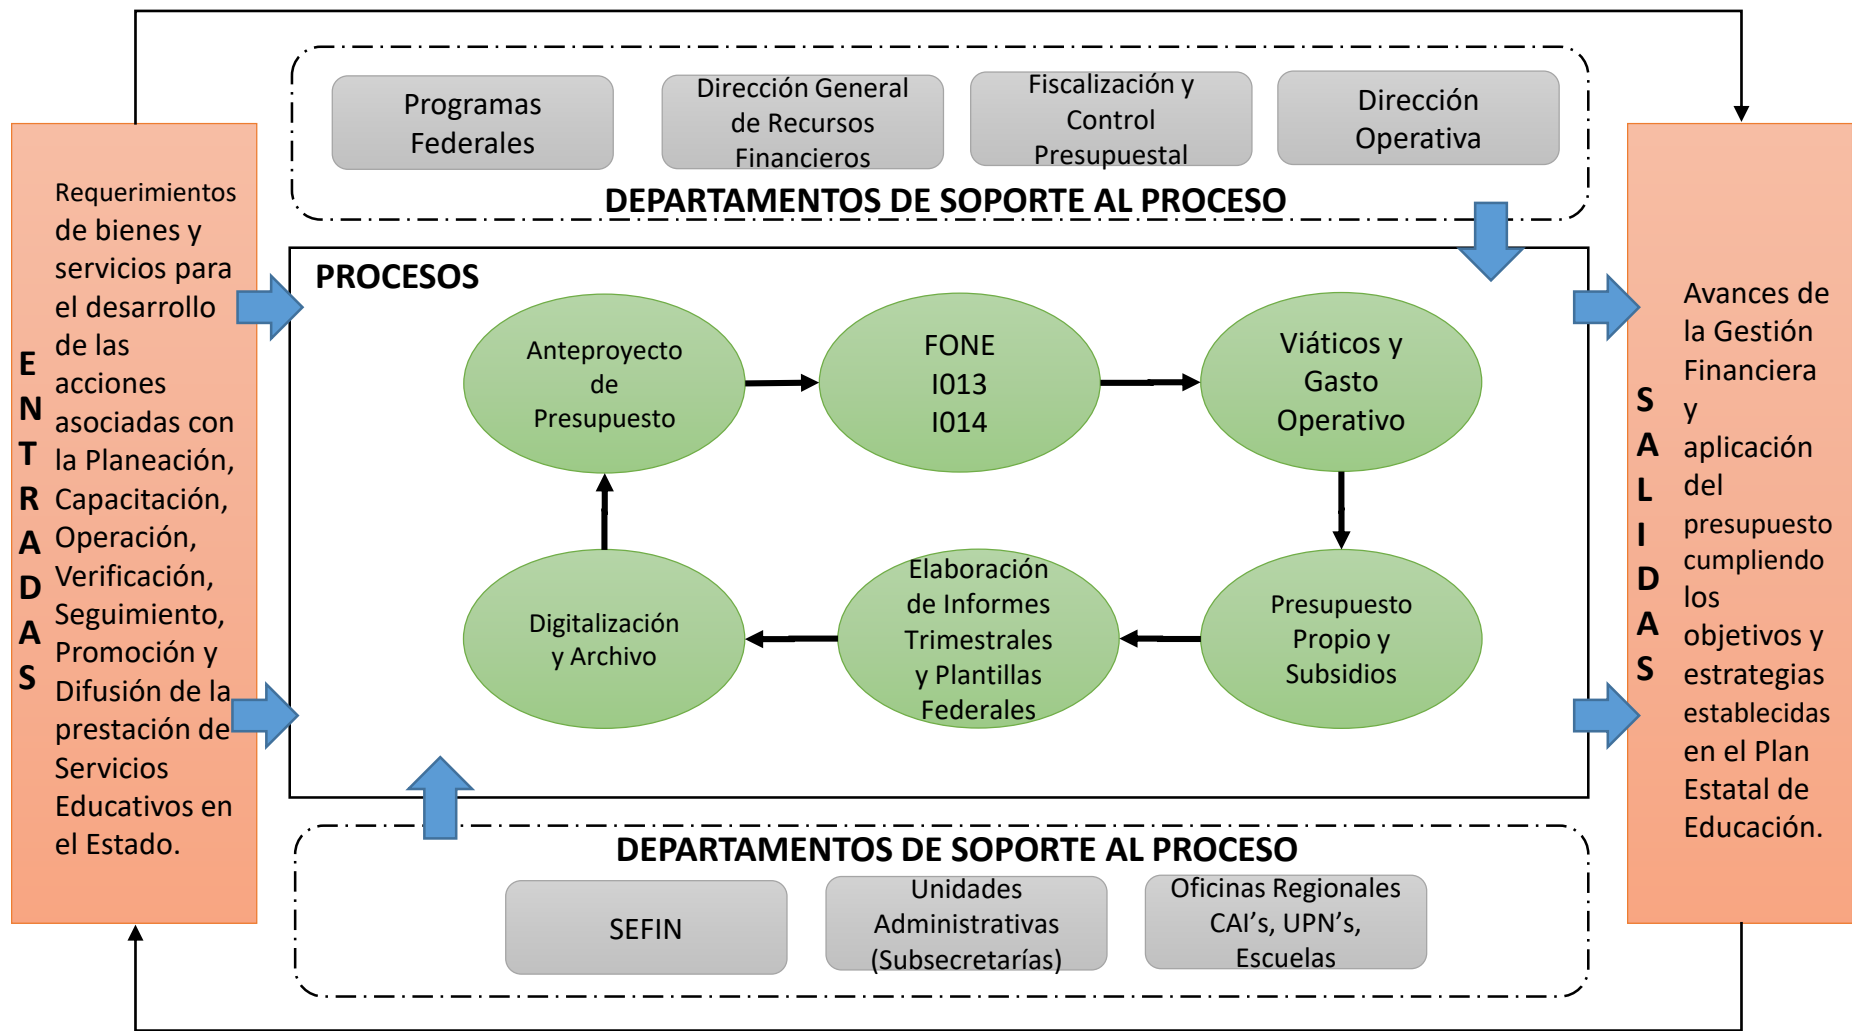 Programas
Federales
Dirección General
de Recursos
Financieros
Fiscalización y
Control
Presupuestal
Dirección
Operativa
DEPARTAMENTOS DE SOPORTE AL PROCESO
ENTRADAS
Requerimientos
de bienes y
servicios para
el desarrollo
de las
acciones
asociadas con
la Planeación,
Capacitación,
Operación,
Verificación,
Seguimiento,
Promoción y
Difusión de la
prestación de
Servicios
Educativos en
el Estado.
PROCESOS
Anteproyecto
de
Presupuesto
FONE
I013
I014
Viáticos y
Gasto
Operativo
Digitalización
y Archivo
Elaboración
de Informes
Trimestrales
y Plantillas
Federales
Presupuesto
Propio y
Subsidios
SALIDAS
Avances de
la Gestión
Financiera
y
aplicación
del
presupuesto
cumpliendo
los
objetivos y
estrategias
establecidas
en el Plan
Estatal de
Educación.
DEPARTAMENTOS DE SOPORTE AL PROCESO
SEFIN
Unidades
Administrativas
(Subsecretarías)
Oficinas Regionales
CAI's, UPN's,
Escuelas